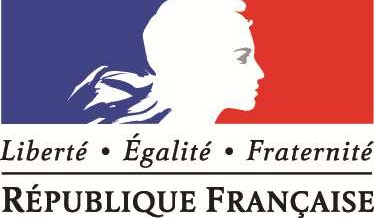 Liberté • Égalité • Fraternité
RÉPUBLIQUE FRANÇAISE